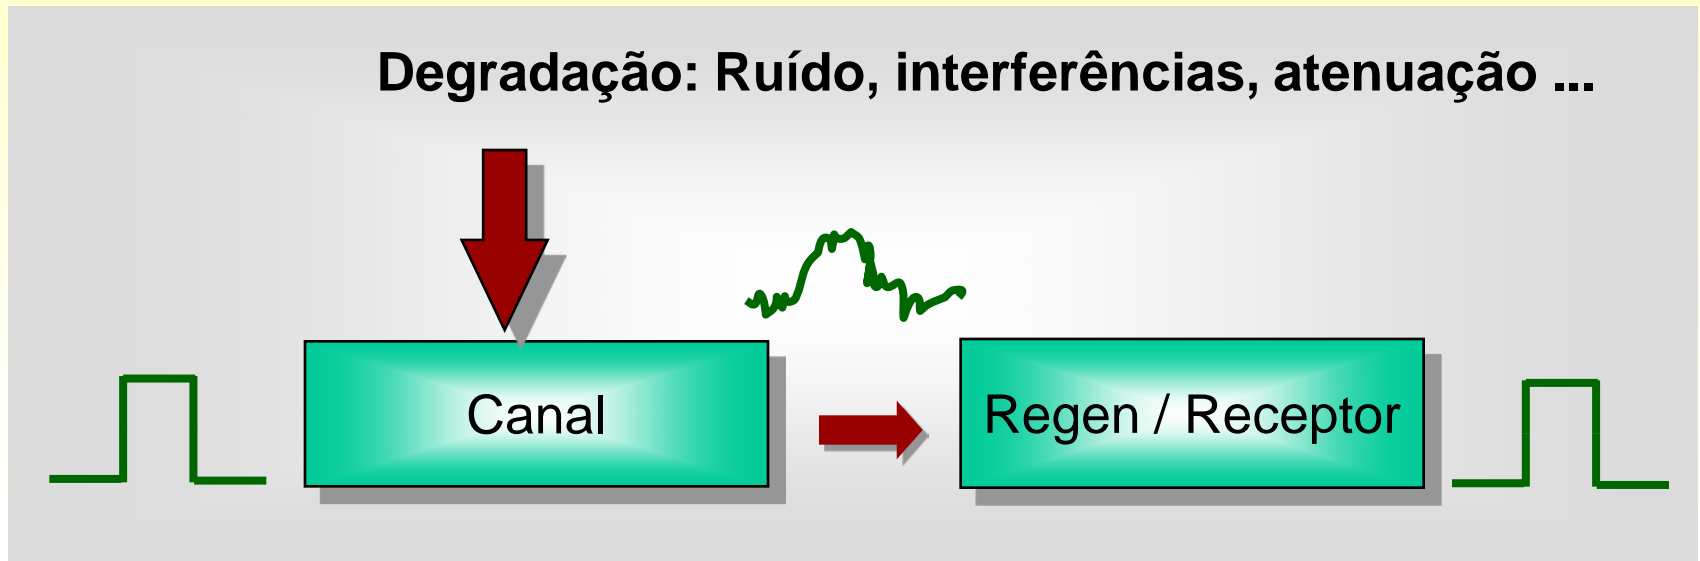 Degradação: Ruído, interferências, atenuação ...
Canal
Regen / Receptor